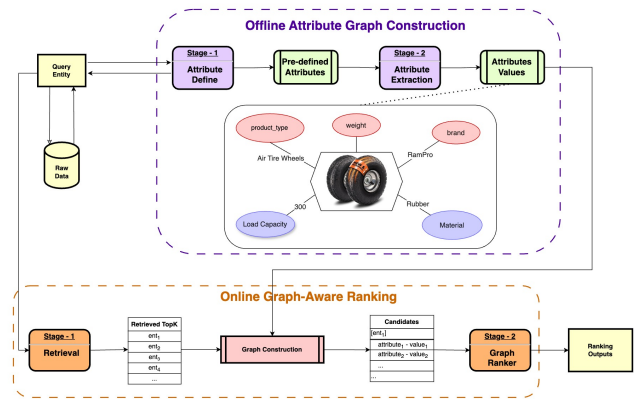 Offline Attribute Graph Construction
Query
Entity
Stage - 1
Attribute
Define
Pre-defined
Attributes
Stage - 2
Attribute
Extraction
Attributes
Values
Raw
Data
product_type
weight
brand
Air Tire Wheels
RamPro
300
Rubber
Load Capacity
Material
Online Graph-Aware Ranking
Stage - 1
Retrieval
Retrieved TopK
ent1
ent2
ent3
ent4
...
Graph Construction
Candidates
[ent1]
attribute1 - value1
attribute2 - value2
...
...
Stage - 2
Graph
Ranker
Ranking
Outputs